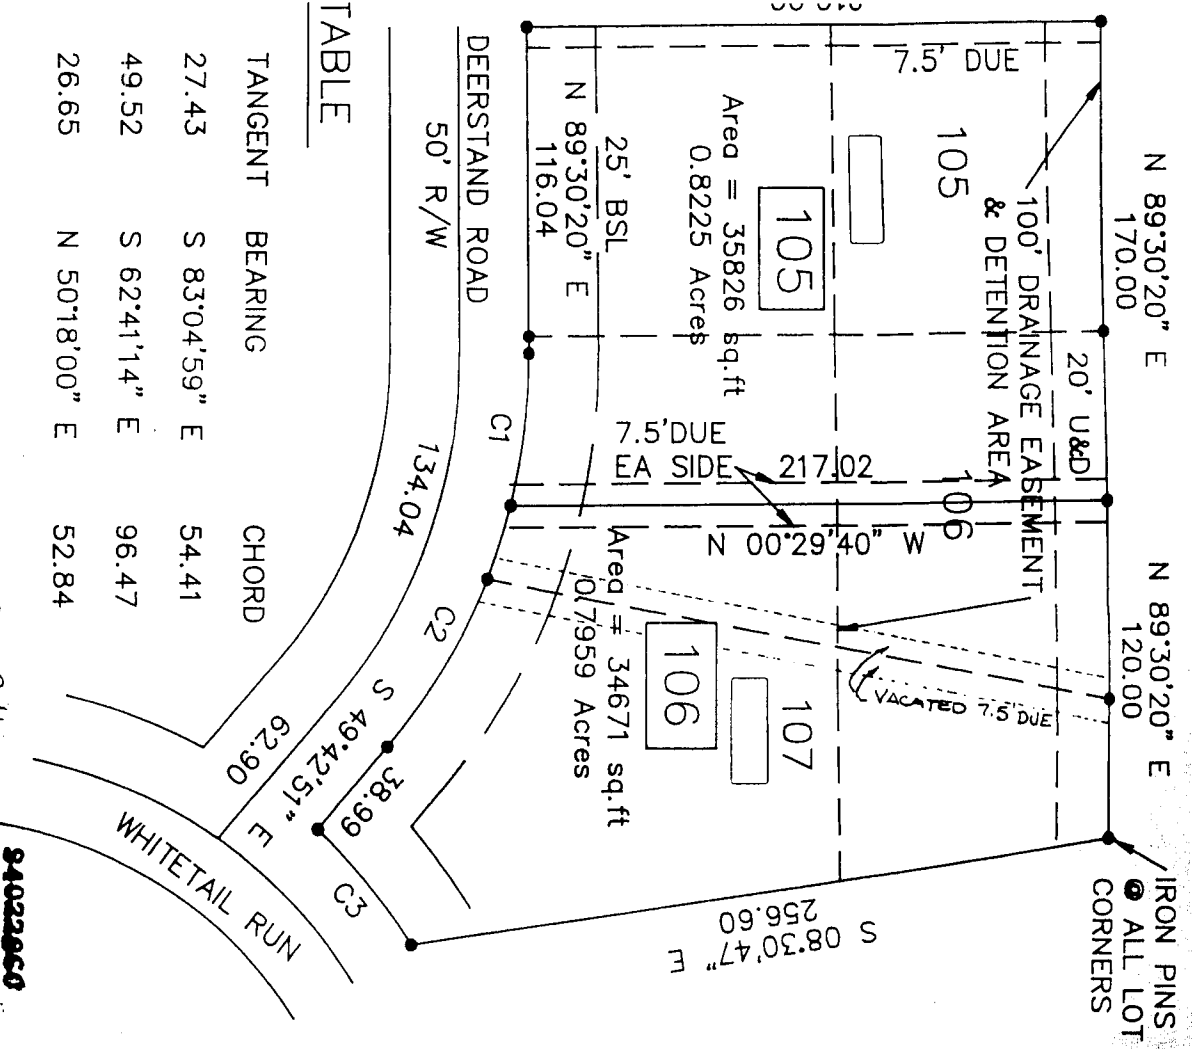 N 89°30'20" E
170.00
N 89°30'20" E
120.00
IRON PINS
@ ALL LOT
CORNERS
7.5' DUE
20' U&D
100' DRAINAGE EASEMENT
& DETENTION AREA
105
106
107
VACATED 7.5' DUE
105
Area = 35826 sq.ft
0.8225 Acres
7.5'DUE
EA SIDE
217.02
N 00°29'40" W
106
Area = 34671 sq.ft
0.7959 Acres
S 08°30'47" E
256.60
25' BSL
N 89°30'20" E
116.04
C1
C2
C3
DEERSTAND ROAD
50' R/W
134.04
S 49°42'51" E
38.99
62.90
WHITETAIL RUN
TABLE
TANGENT BEARING CHORD
27.43 S 83°04'59" E 54.41
49.52 S 62°41'14" E 96.47
26.65 N 50°18'00" E 52.84